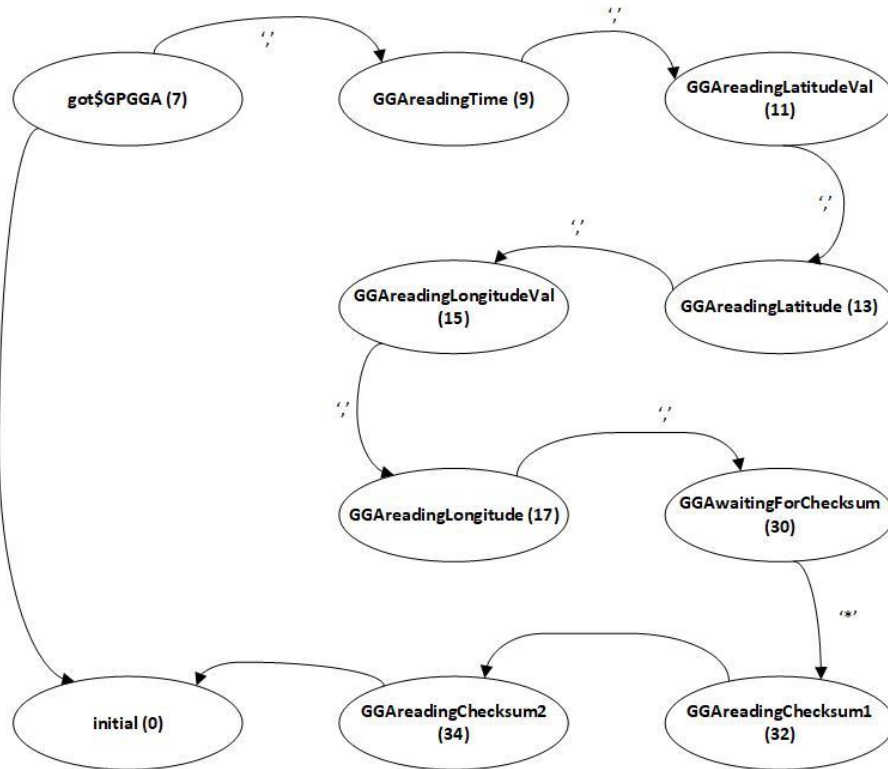 ‘,’
‘,’
got$GPGGA (7)
GGAreadingTime (9)
GGAreadingLatitudeVal
(11)
‘,’
‘,’
GGAreadingLongitudeVal
(15)
GGAreadingLatitude (13)
‘,’
‘,’
GGAreadingLongitude (17)
GGAwaitingForChecksum
(30)
‘*’
initial (0)
GGAreadingChecksum2
(34)
GGAreadingChecksum1
(32)